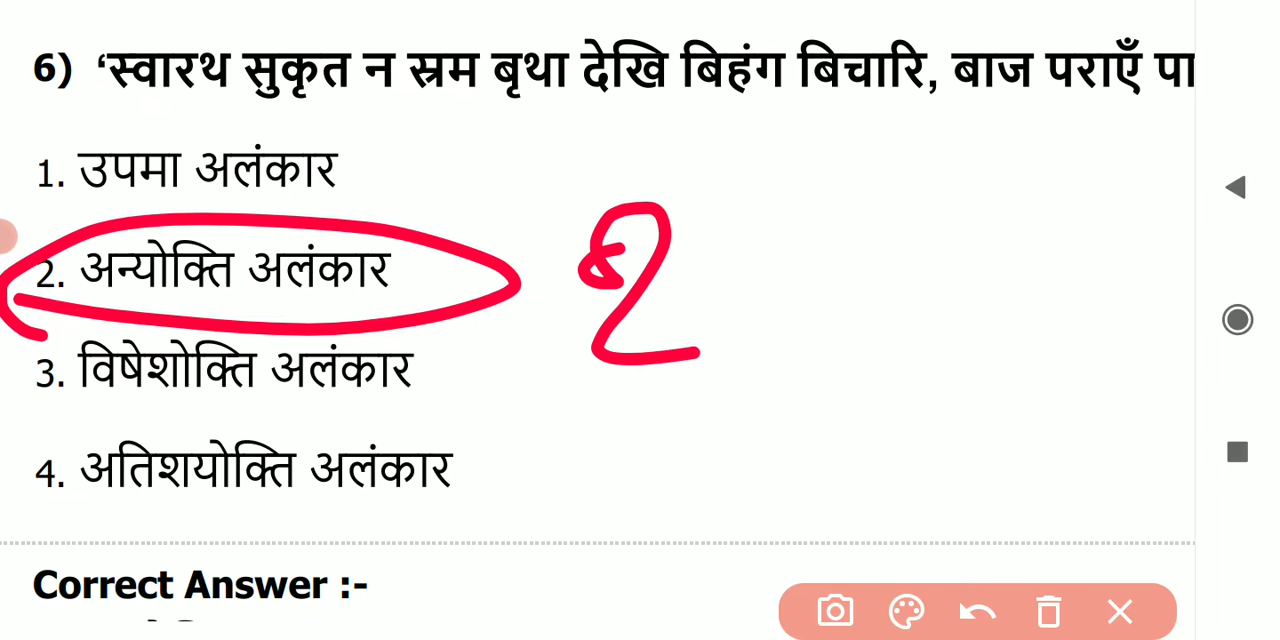 6) ‘स्वारथ सुकृत न स्रम बृथा देखि बिहंग बिचारि, बाज पराएँ पा
1. उपमा अलंकार
2. अन्योक्ति अलंकार
2
3. विषेशोक्ति अलंकार
4. अतिशयोक्ति अलंकार
Correct Answer :-